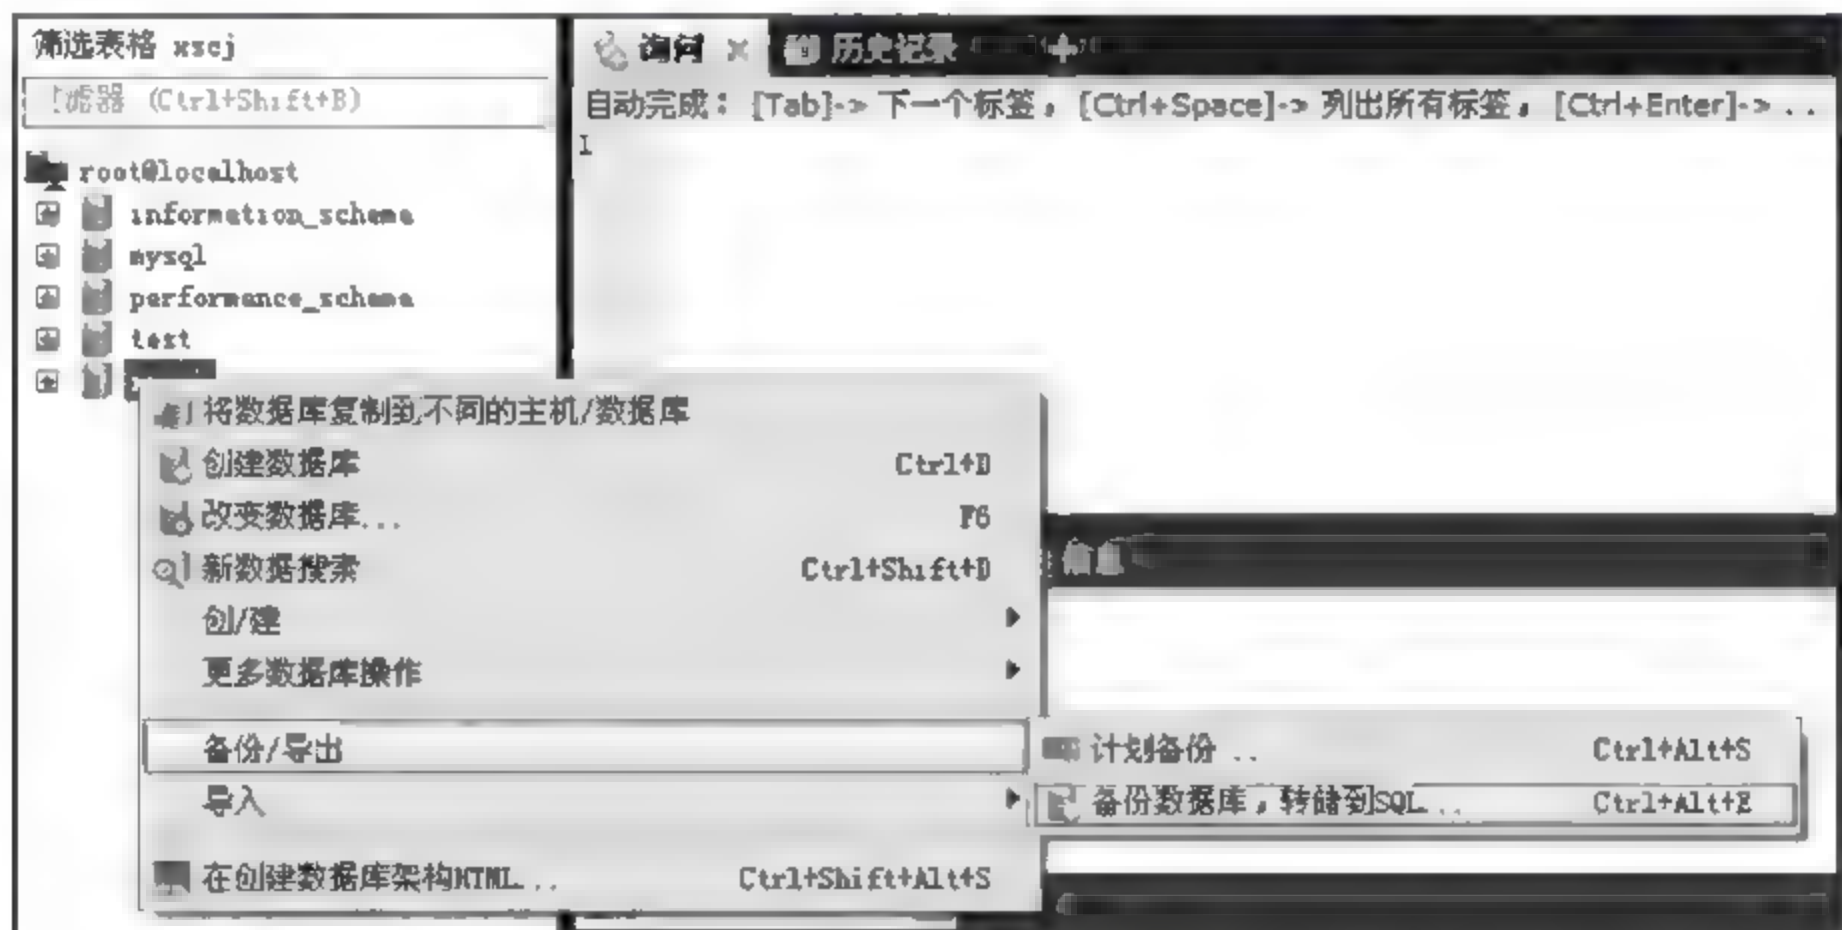 筛选表格 xscj
滤器 (Ctrl+Shift+B)
root@localhost
information_schema
mysql
performance_schema
test
询问
历史记录
自动完成： [Tab]-> 下一个标签， [Ctrl+Space]-> 列出所有标签， [Ctrl+Enter]-> ..
将数据库复制到不同的主机/数据库
创建数据库 Ctrl+D
改变数据库... F6
新数据搜索 Ctrl+Shift+D
创/建
更多数据库操作
备份/导出
导入
在创建数据库架构HTML... Ctrl+Shift+Alt+S
计划备份 .. Ctrl+Alt+S
备份数据库，转储到SQL... Ctrl+Alt+E